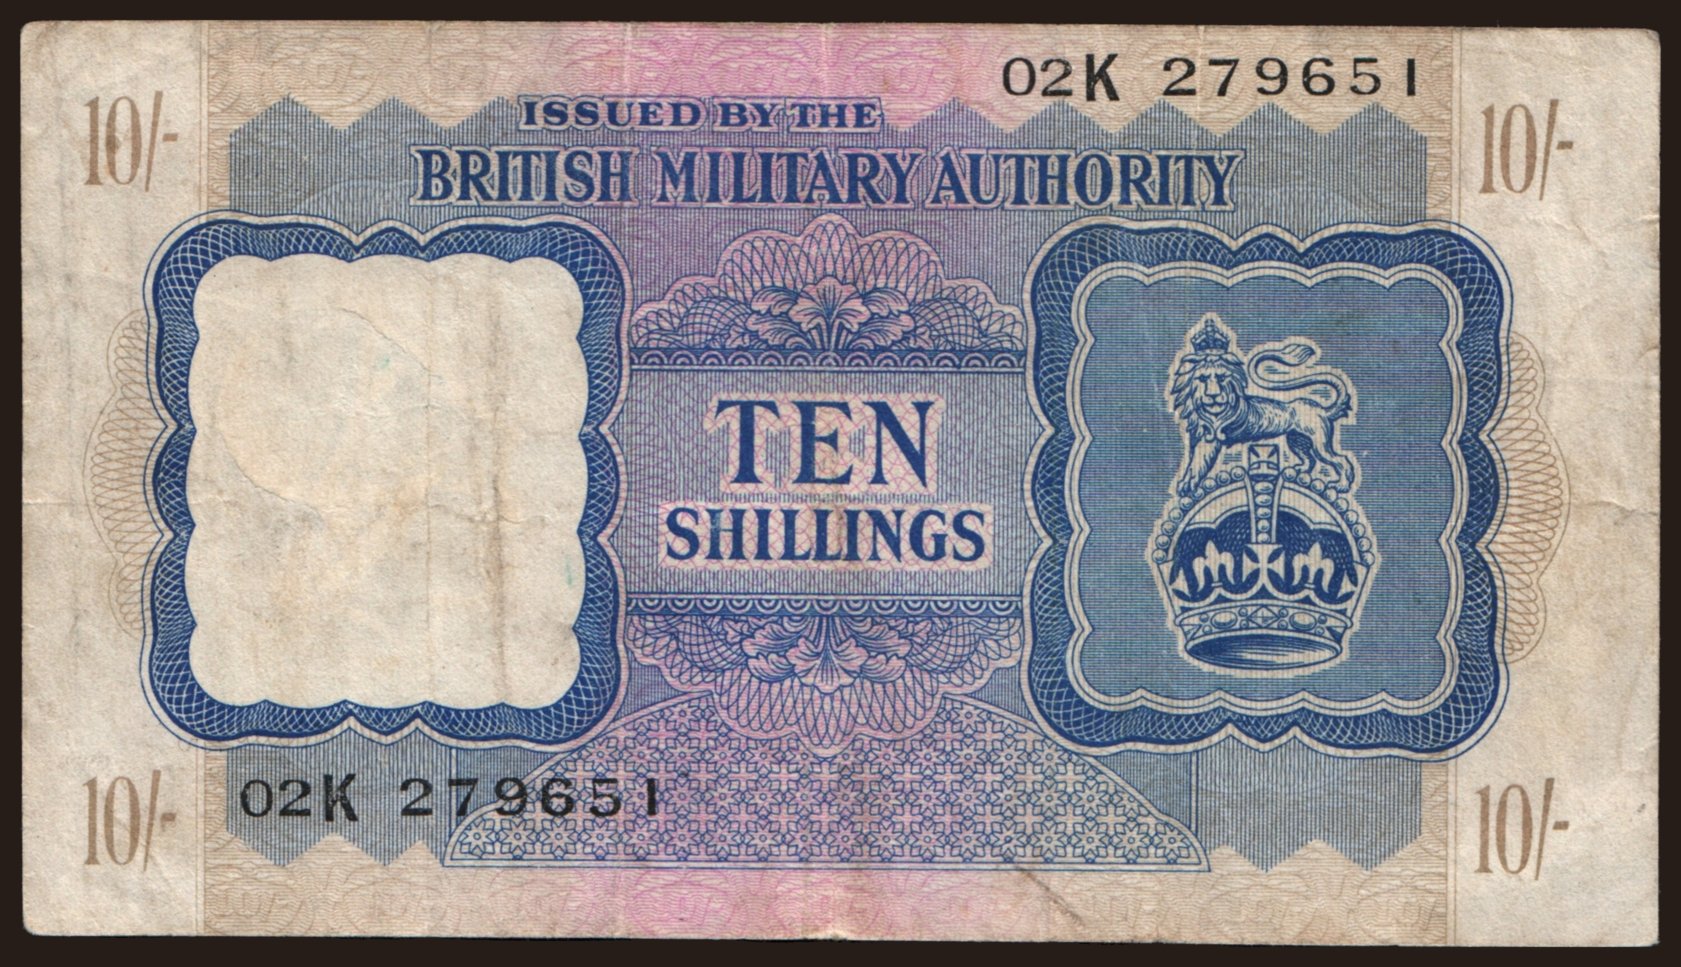 02K 279651
10/-
ISSUED BY THE
10/-
BRITISH MILITARY AUTHORITY
TEN
SHILLINGS
10/-
02K 279651
10/-